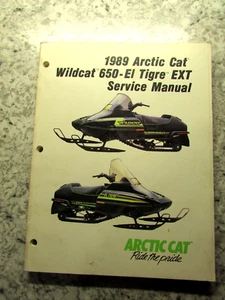 1989 Arctic Cat
Wildcat 650-El Tigre EXT
Service Manual
ARCTIC CAT
Ride the pride.